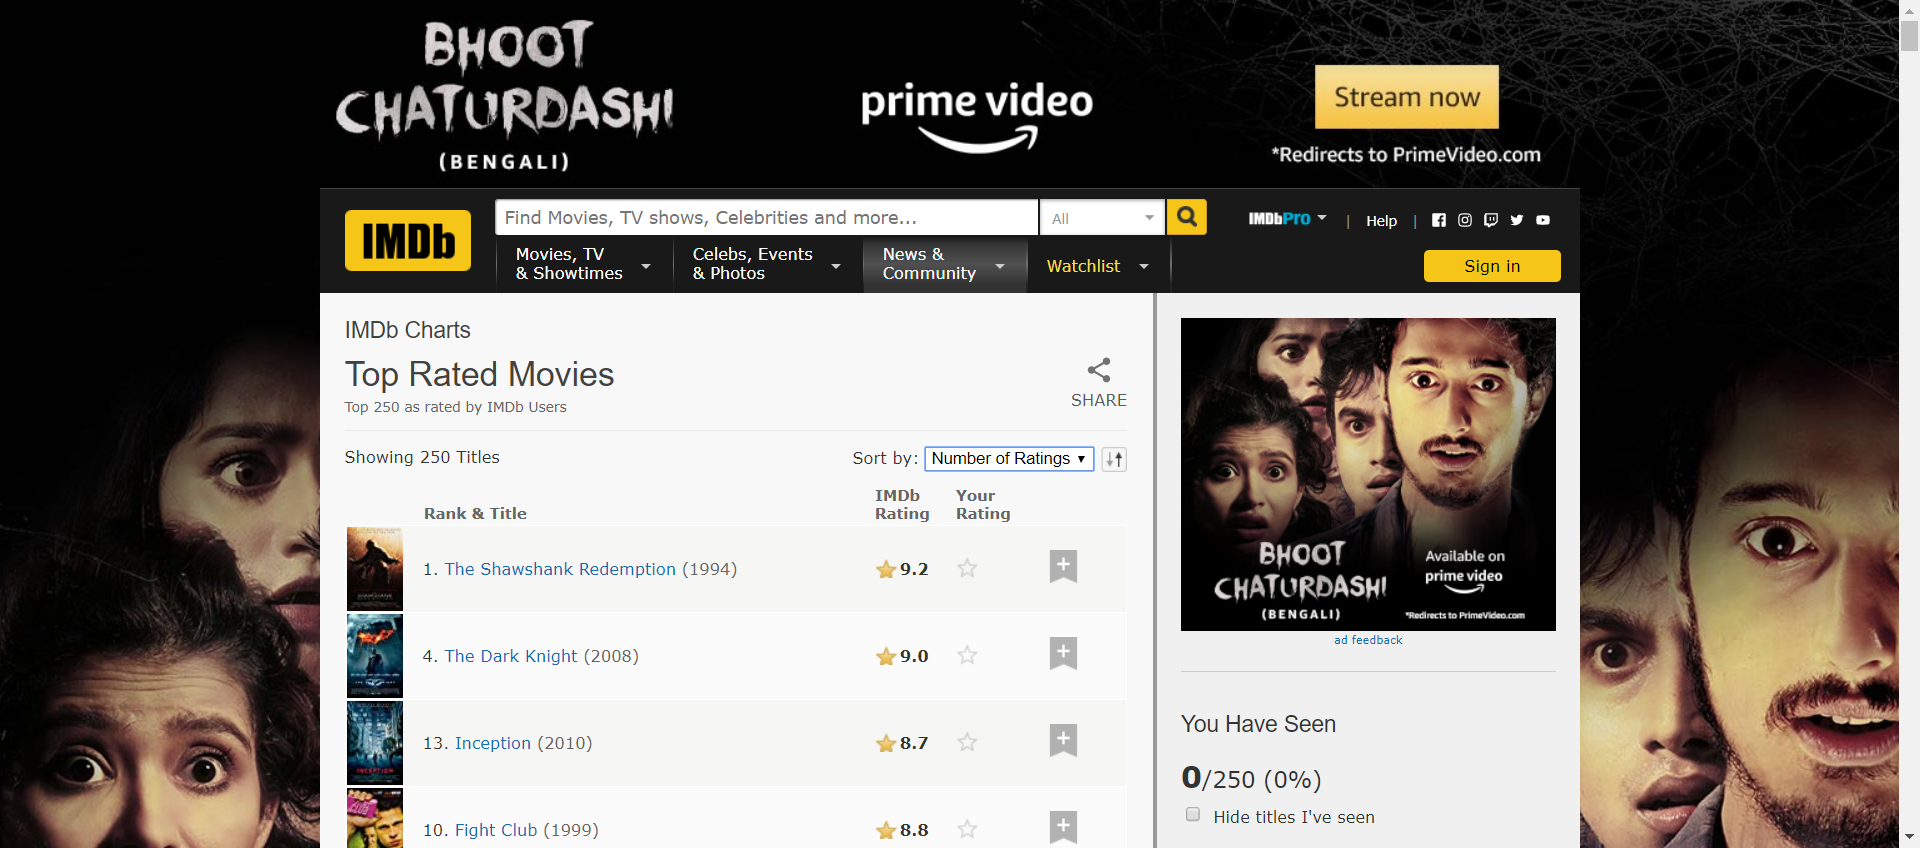 BHOOT
CHATURDASHI
(BENGALI)
prime video
Stream now
*Redirects to PrimeVideo.com
IMDb
Find Movies, TV shows, Celebrities and more...
All
IMDbPro
|
Help
|
Movies, TV
& Showtimes
Celebs, Events
& Photos
News &
Community
Watchlist
Sign in
IMDb Charts
Top Rated Movies
Top 250 as rated by IMDb Users
SHARE
Showing 250 Titles
Sort by: Number of Ratings
Rank & Title
IMDb
Rating
Your
Rating
1. The Shawshank Redemption (1994) 9.2
4. The Dark Knight (2008) 9.0
INCEPTION
13. Inception (2010) 8.7
10. Fight Club (1999) 8.8
BHOOT
CHATURDASHI
(BENGALI)
Available on
prime video
*Redirects to PrimeVideo.com
ad feedback
You Have Seen
0/250 (0%)
Hide titles I've seen